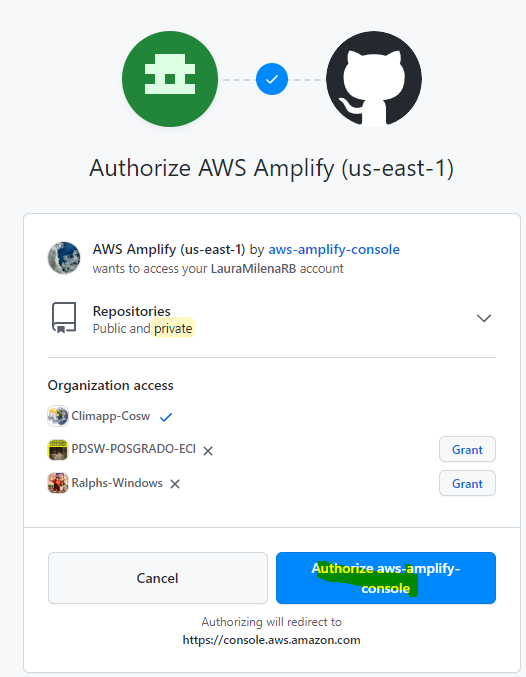 Authorize AWS Amplify (us-east-1)
AWS Amplify (us-east-1) by aws-amplify-console
wants to access your LauraMilenaRB account
Repositories
Public and private
Organization access
Climapp-Cosw
PDSW-POSGRADO-ECI
Grant
Ralphs-Windows
Grant
Cancel
Authorize aws-amplify-
console
Authorizing will redirect to
https://console.aws.amazon.com